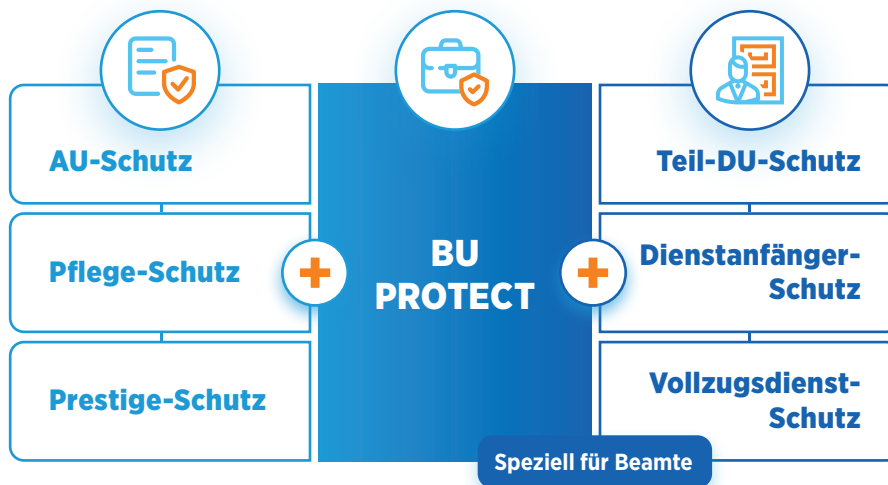 AU-Schutz
Pflege-Schutz
Prestige-Schutz
BU
PROTECT
Teil-DU-Schutz
Dienstanfänger-
Schutz
Vollzugsdienst-
Schutz
Speziell für Beamte